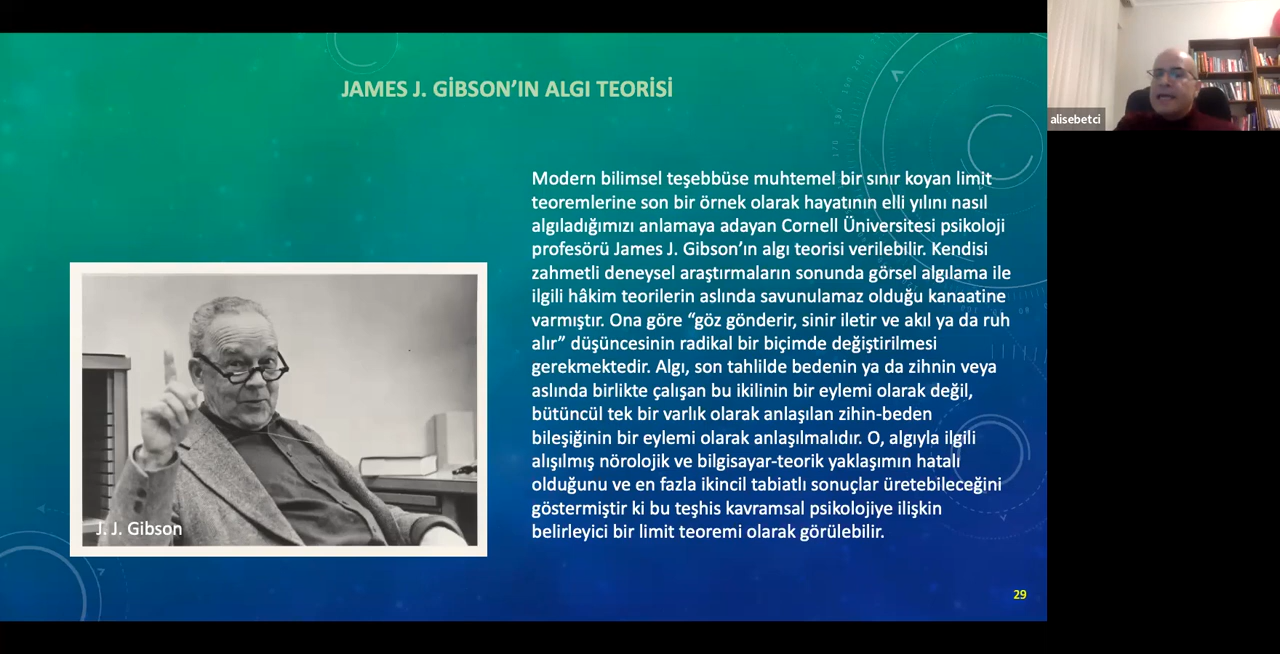 JAMES J. GİBSON’IN ALGI TEORİSİ
alisebetci
Modern bilimsel teşebbüse muhtemel bir sınır koyan limit
teoremlerine son bir örnek olarak hayatının elli yılını nasıl
algıladığımızı anlamaya adayan Cornell Üniversitesi psikoloji
profesörü James J. Gibson’ın algı teorisi verilebilir. Kendisi
zahmetli deneysel araştırmaların sonunda görsel algılama ile
ilgili hâkim teorilerin aslında savunulamaz olduğu kanaatine
varmıştır. Ona göre “göz gönderir, sinir iletir ve akıl ya da ruh
alır” düşüncesinin radikal bir biçimde değiştirilmesi
gerekmektedir. Algı, son tahlilde bedenin ya da zihnin veya
aslında birlikte çalışan bu ikilinin bir eylemi olarak değil,
bütüncül tek bir varlık olarak anlaşılan zihin-beden
bileşiğinin bir eylemi olarak anlaşılmalıdır. O, algıyla ilgili
alışılmış nörolojik ve bilgisayar-teorik yaklaşımın hatalı
olduğunu ve en fazla ikincil tabiatlı sonuçlar üretebileceğini
göstermiştir ki bu teşhis kavramsal psikolojiye ilişkin
belirleyici bir limit teoremi olarak görülebilir.
J. J. Gibson
29